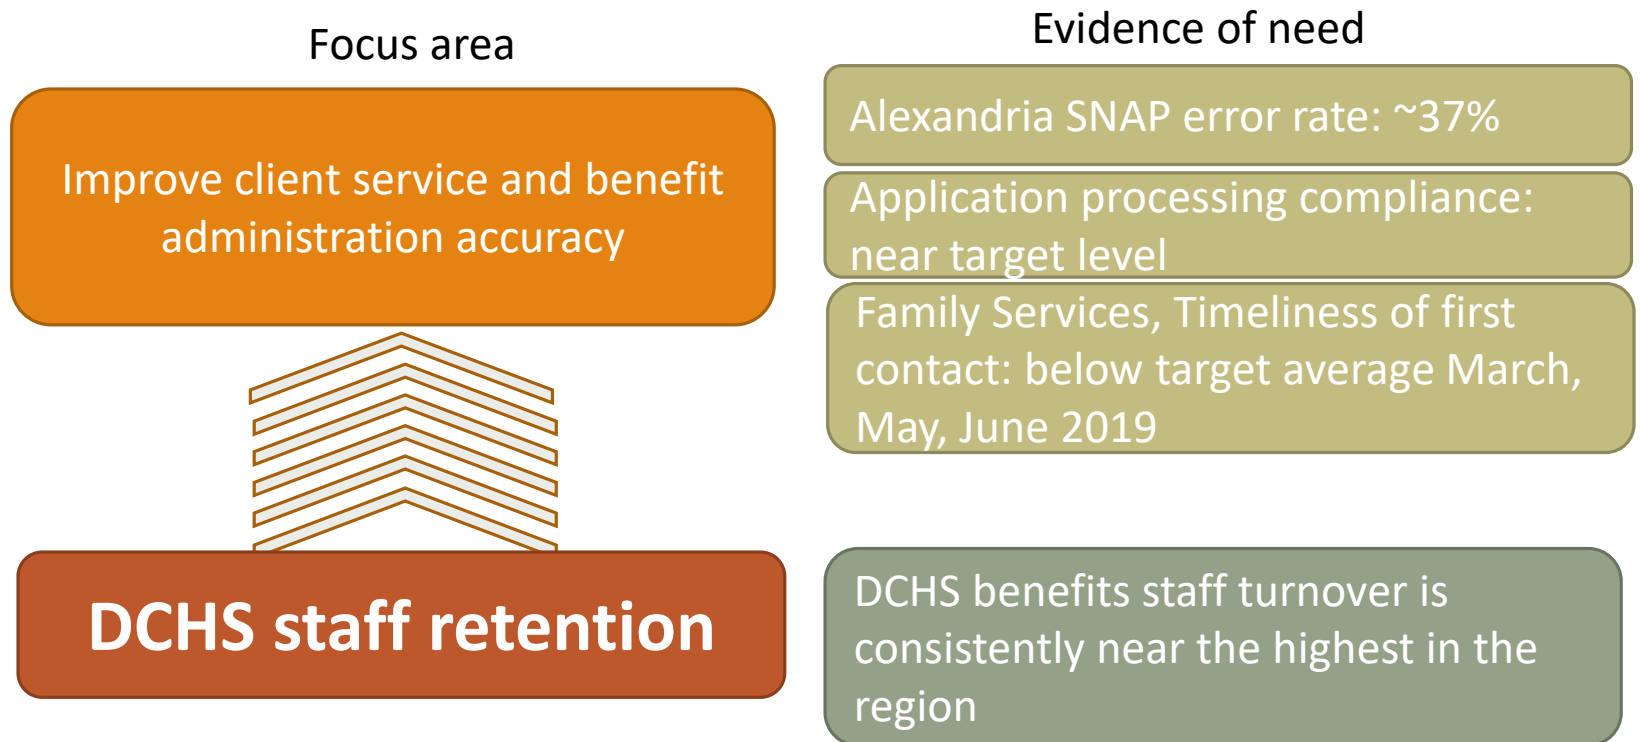 Focus area
Improve client service and benefit
administration accuracy
DCHS staff retention
Evidence of need
Alexandria SNAP error rate: ~37%
Application processing compliance:
near target level
Family Services, Timeliness of first
contact: below target average March,
May, June 2019
DCHS benefits staff turnover is
consistently near the highest in the
region